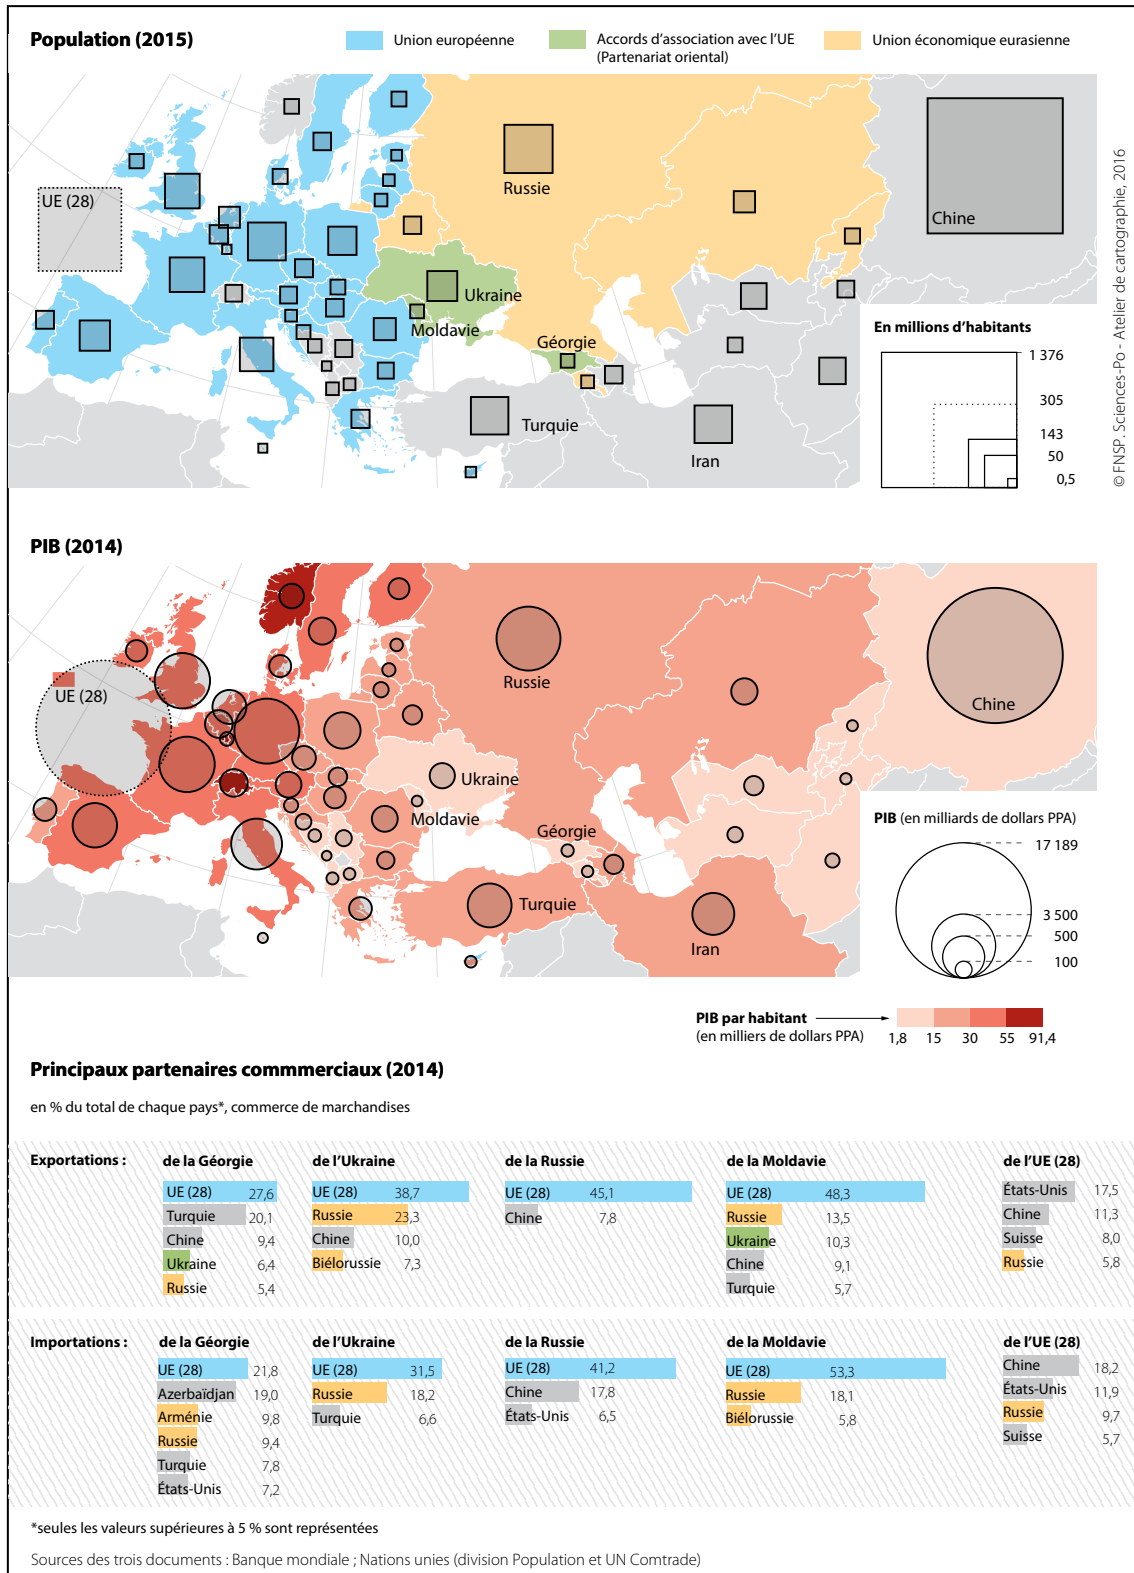 Population (2015)
Union européenne
Accords d'association avec l'UE
(Partenariat oriental)
Union économique eurasienne
UE (28)
Russie
Chine
Ukraine
Moldavie
Géorgie
Turquie
Iran
En millions d'habitants
1 376
305
143
50
0,5
© FNSP. Sciences-Po - Atelier de cartographie, 2016
PIB (2014)
UE (28)
Russie
Chine
Ukraine
Moldavie
Géorgie
Turquie
Iran
PIB (en milliards de dollars PPA)
17 189
3 500
500
100
PIB par habitant
(en milliers de dollars PPA)
1,8 15 30 55 91,4
Principaux partenaires commmerciaux (2014)
en % du total de chaque pays*, commerce de marchandises
Exportations :
de la Géorgie
UE (28) 27,6
Turquie 20,1
Chine 9,4
Ukraine 6,4
Russie 5,4
de l'Ukraine
UE (28) 38,7
Russie 23,3
Chine 10,0
Biélorussie 7,3
de la Russie
UE (28) 45,1
Chine 7,8
de la Moldavie
UE (28) 48,3
Russie 13,5
Ukraine 10,3
Chine 9,1
Turquie 5,7
de l'UE (28)
États-Unis 17,5
Chine 11,3
Suisse 8,0
Russie 5,8
Importations :
de la Géorgie
UE (28) 21,8
Azerbaïdjan 19,0
Arménie 9,8
Russie 9,4
Turquie 7,8
États-Unis 7,2
de l'Ukraine
UE (28) 31,5
Russie 18,2
Turquie 6,6
de la Russie
UE (28) 41,2
Chine 17,8
États-Unis 6,5
de la Moldavie
UE (28) 53,3
Russie 18,1
Biélorussie 5,8
de l'UE (28)
Chine 18,2
États-Unis 11,9
Russie 9,7
Suisse 5,7
*seules les valeurs supérieures à 5 % sont représentées
Sources des trois documents : Banque mondiale ; Nations unies (division Population et UN Comtrade)